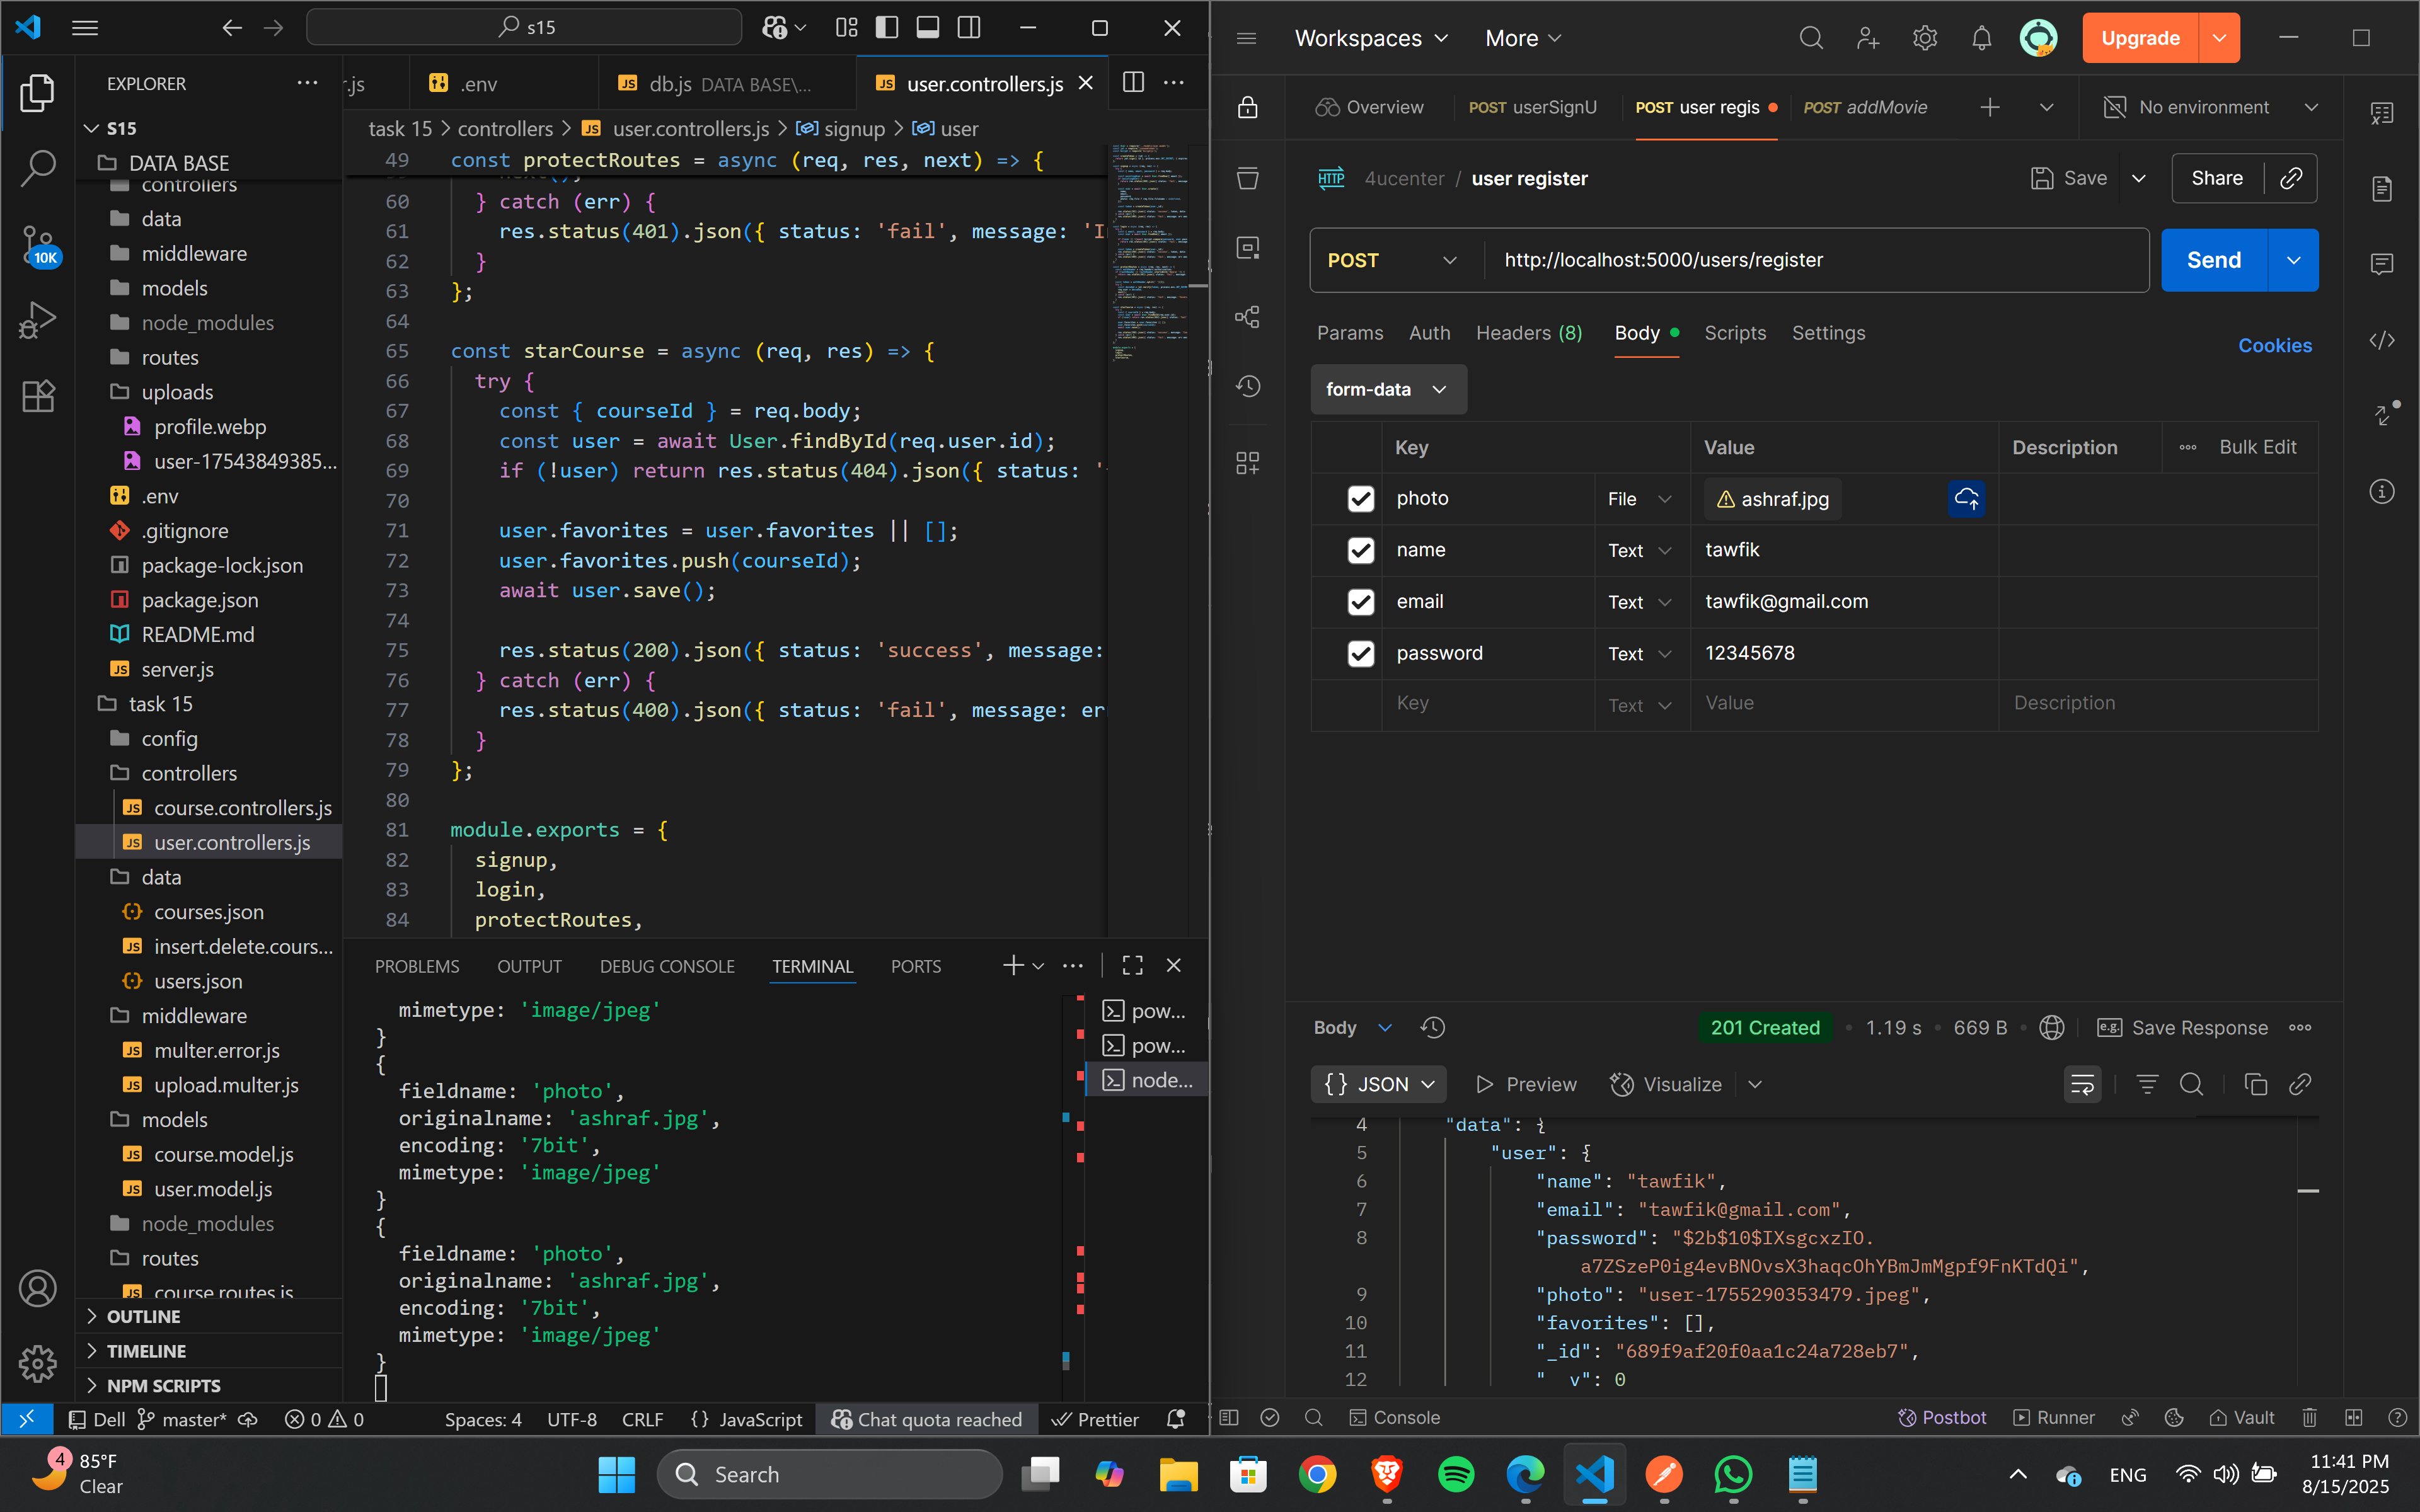 s15
EXPLORER
S15
DATA BASE
controllers
data
middleware
models
node_modules
routes
uploads
profile.webp
user-17543849385...
.env
.gitignore
package-lock.json
package.json
README.md
server.js
task 15
config
controllers
course.controllers.js
user.controllers.js
data
courses.json
insert.delete.cours...
users.json
middleware
multer.error.js
upload.multer.js
models
course.model.js
user.model.js
node_modules
routes
course.routes.js
OUTLINE
TIMELINE
NPM SCRIPTS
10K
r.js
.env
db.js DATA BASE\...
user.controllers.js
task 15 > controllers > JS user.controllers.js > signup > user
49 const protectRoutes = async (req, res, next) => {
next();
60 } catch (err) {
61 res.status(401).json({ status: 'fail', message: 'I
62 }
63 };
64
65 const starCourse = async (req, res) => {
66 try {
67 const { courseId } = req.body;
68 const user = await User.findById(req.user.id);
69 if (!user) return res.status(404).json({ status: '
70
71 user.favorites = user.favorites || [];
72 user.favorites.push(courseId);
73 await user.save();
74
75 res.status(200).json({ status: 'success', message:
76 } catch (err) {
77 res.status(400).json({ status: 'fail', message: er
78 }
79 };
80
81 module.exports = {
82 signup,
83 login,
84 protectRoutes,
PROBLEMS OUTPUT DEBUG CONSOLE TERMINAL PORTS
mimetype: 'image/jpeg'
}
{
fieldname: 'photo',
originalname: 'ashraf.jpg',
encoding: '7bit',
mimetype: 'image/jpeg'
}
{
fieldname: 'photo',
originalname: 'ashraf.jpg',
encoding: '7bit',
mimetype: 'image/jpeg'
}
pow...
pow...
node...
Dell master* 0 0 Spaces: 4 UTF-8 CRLF {} JavaScript Chat quota reached Prettier
Workspaces More Upgrade
Overview POST userSignU POST user regis POST addMovie No environment
HTTP 4ucenter / user register Save Share
POST http://localhost:5000/users/register Send
Params Auth Headers (8) Body Scripts Settings Cookies
form-data
Key Value Description Bulk Edit
photo File ashraf.jpg
name Text tawfik
email Text tawfik@gmail.com
password Text 12345678
Key Text Value Description
Body 201 Created 1.19 s 669 B e.g. Save Response
{} JSON Preview Visualize
4 "data": {
5 "user": {
6 "name": "tawfik",
7 "email": "tawfik@gmail.com",
8 "password": "$2b$10$IXsgcxzIO.
a7ZSzeP0ig4evBNOvsX3haqcOhYBmJmMgpf9FnKTdQi",
9 "photo": "user-1755290353479.jpeg",
10 "favorites": [],
11 "_id": "689f9af20f0aa1c24a728eb7",
12 "__v": 0
Console Postbot Runner Vault
4 85°F
Clear
Search
ENG
11:41 PM
8/15/2025